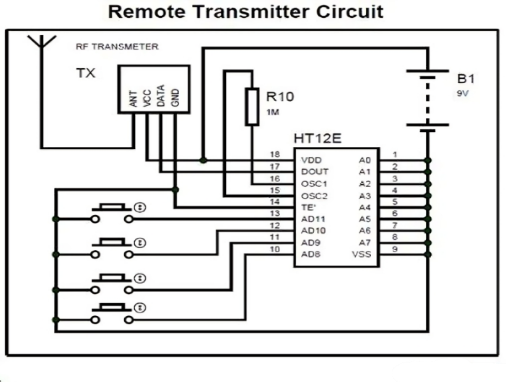 Remote Transmitter Circuit
RF TRANSMETER
TX
ANT
VCC
DATA
GND
R10
1M
B1
9V
HT12E
18 VDD A0 1
17 DOUT A1 2
16 OSC1 A2 3
15 OSC2 A3 4
14 TE' A4 5
13 AD11 A5 6
12 AD10 A6 7
11 AD9 A7 8
10 AD8 VSS 9